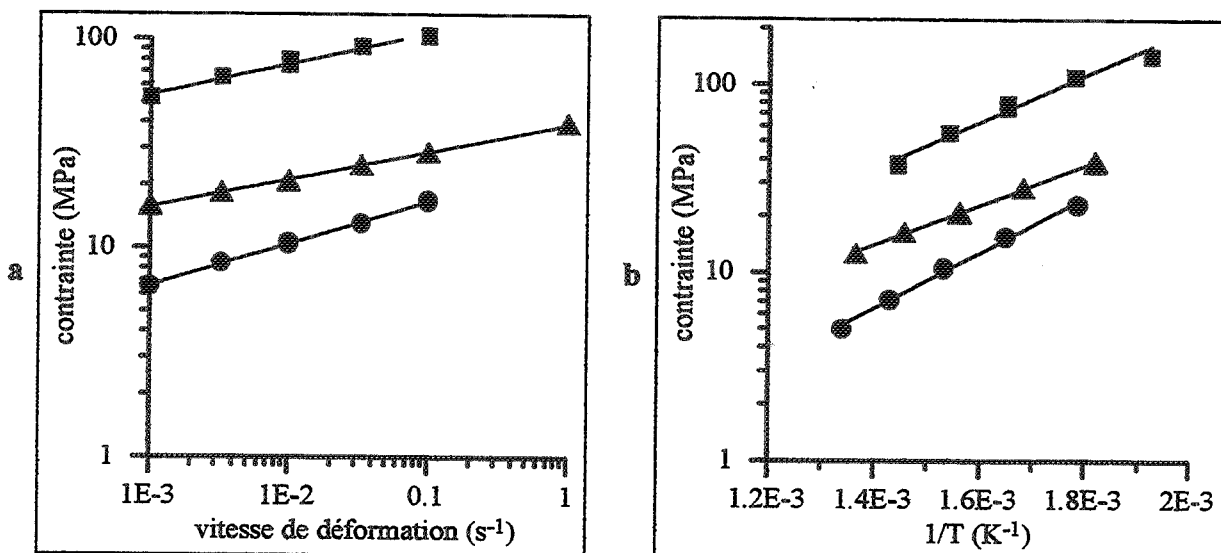 100
10
1
contrainte (MPa)
a
1E-3
1E-2
0.1
1
vitesse de déformation (s⁻¹)
100
10
1
contrainte (MPa)
b
1.2E-3
1.4E-3
1.6E-3
1.8E-3
2E-3
1/T (K⁻¹)